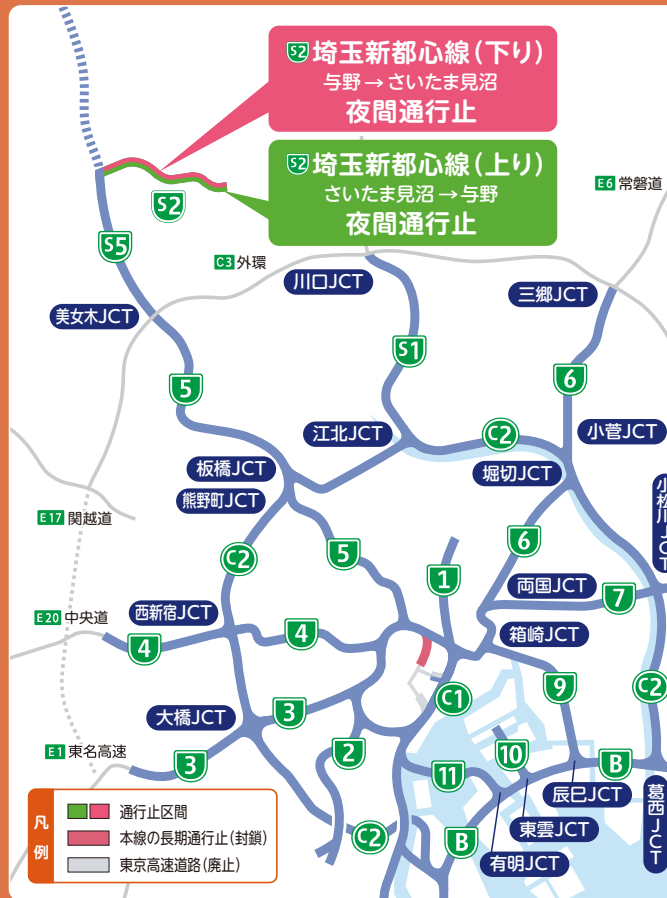 S2 埼玉新都心線(下り)
与野→さいたま見沼
夜間通行止
S2 埼玉新都心線(上り)
さいたま見沼→与野
夜間通行止
E6 常磐道
S2
S5
C3 外環
川口JCT
三郷JCT
美女木JCT
S1
6
5
江北JCT
C2
小菅JCT
板橋JCT
堀切JCT
熊野町JCT
小松川JCT
E17 関越道
C2
5
6
1
両国JCT
7
E20 中央道
西新宿JCT
4
4
箱崎JCT
C1
9
C2
大橋JCT
3
2
10
B
E1 東名高速
3
11
辰巳JCT
葛西JCT
東雲JCT
C2
B
有明JCT
凡例
通行止区間
本線の長期通行止(封鎖)
東京高速道路(廃止)